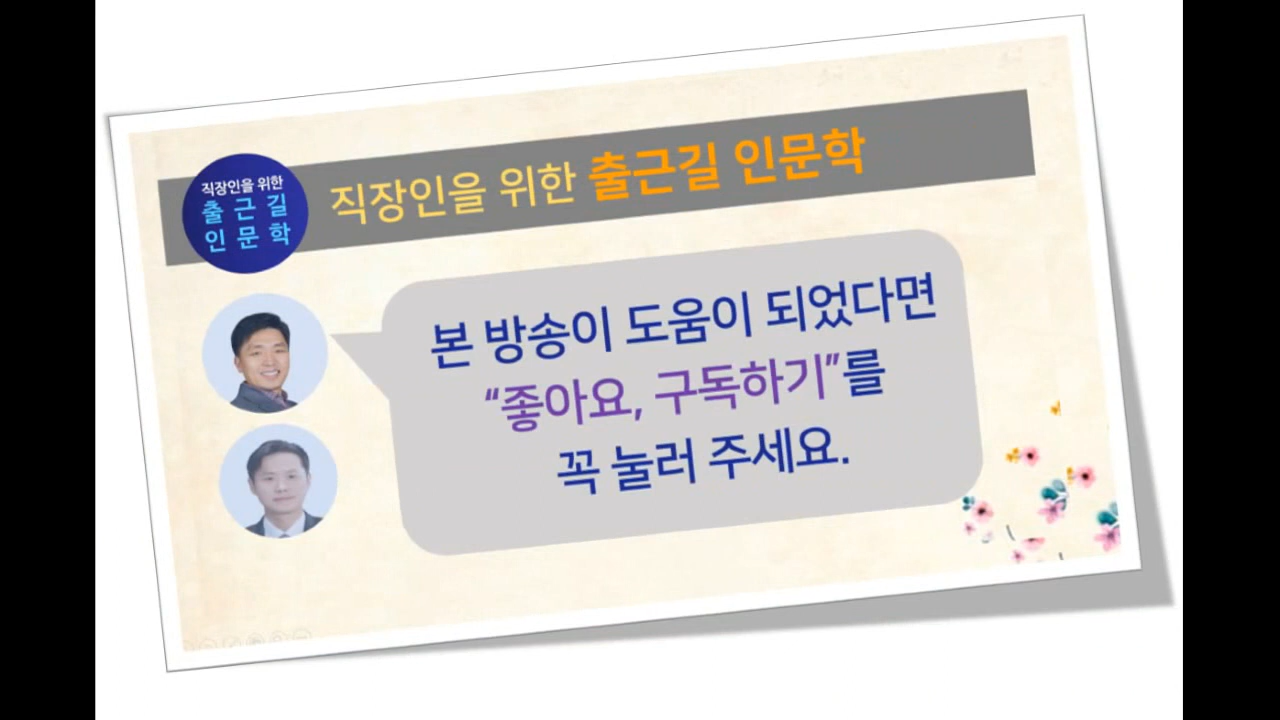 직장인을 위한
출근길
인문학
직장인을 위한 출근길 인문학
본 방송이 도움이 되었다면
“좋아요, 구독하기”를
꼭 눌러 주세요.